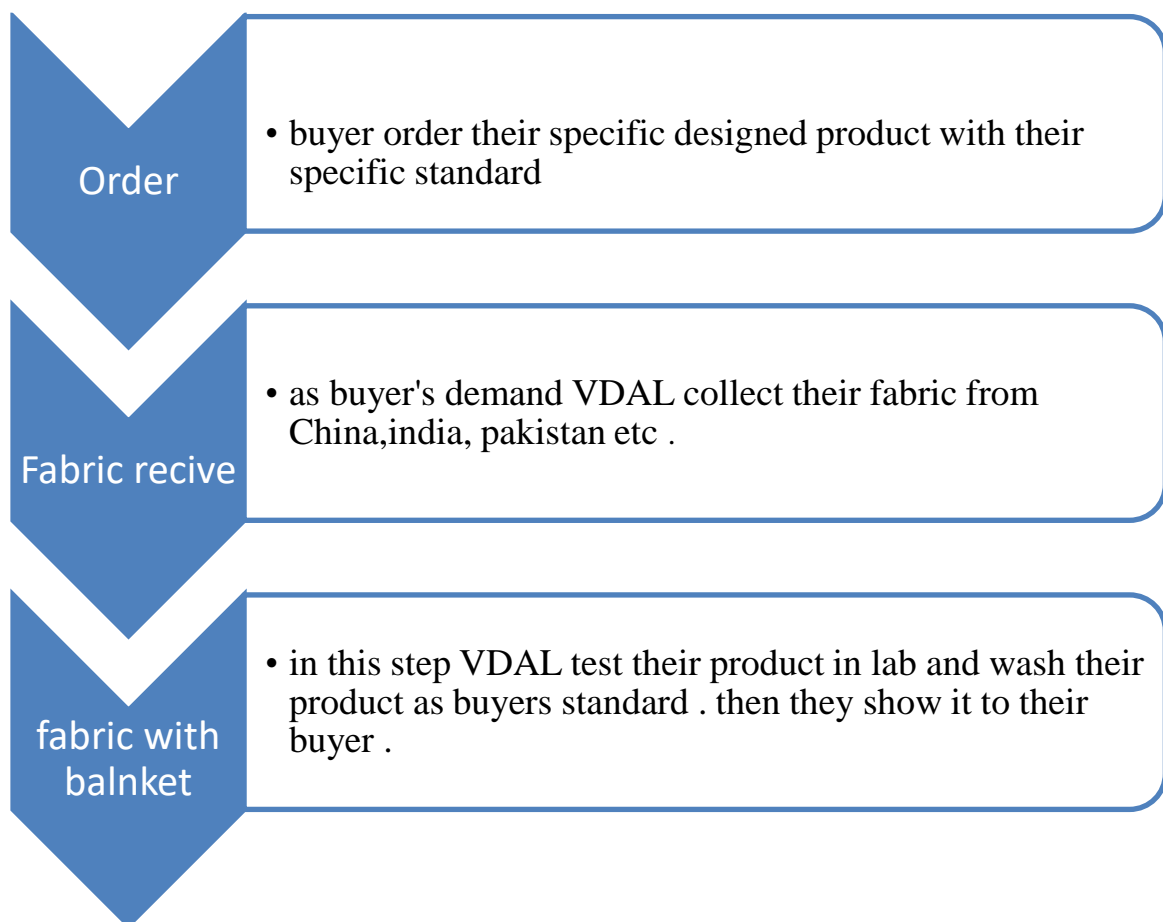 Order
• buyer order their specific designed product with their
specific standard
Fabric recive
• as buyer's demand VDAL collect their fabric from
China,india, pakistan etc .
fabric with
balnket
• in this step VDAL test their product in lab and wash their
product as buyers standard . then they show it to their
buyer .